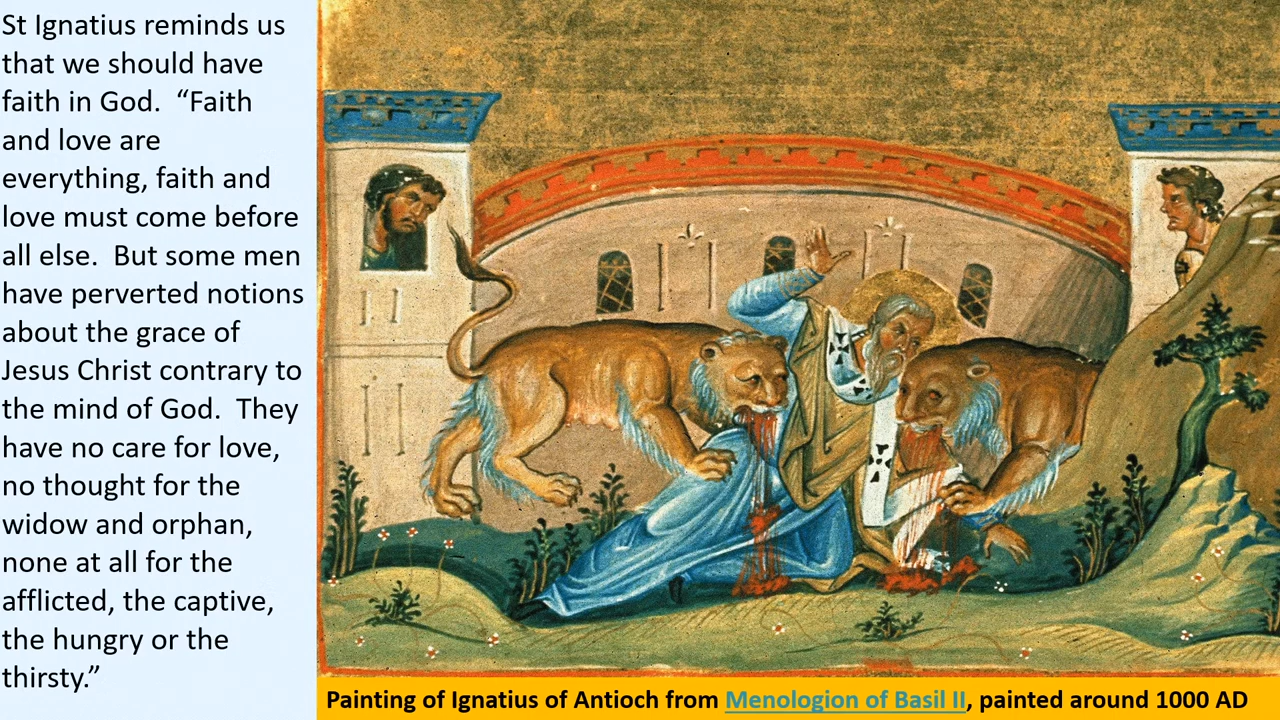 St Ignatius reminds us
that we should have
faith in God.  “Faith
and love are
everything, faith and
love must come before
all else.  But some men
have perverted notions
about the grace of
Jesus Christ contrary to
the mind of God.  They
have no care for love,
no thought for the
widow and orphan,
none at all for the
afflicted, the captive,
the hungry or the
thirsty.”
Painting of Ignatius of Antioch from Menologion of Basil II, painted around 1000 AD